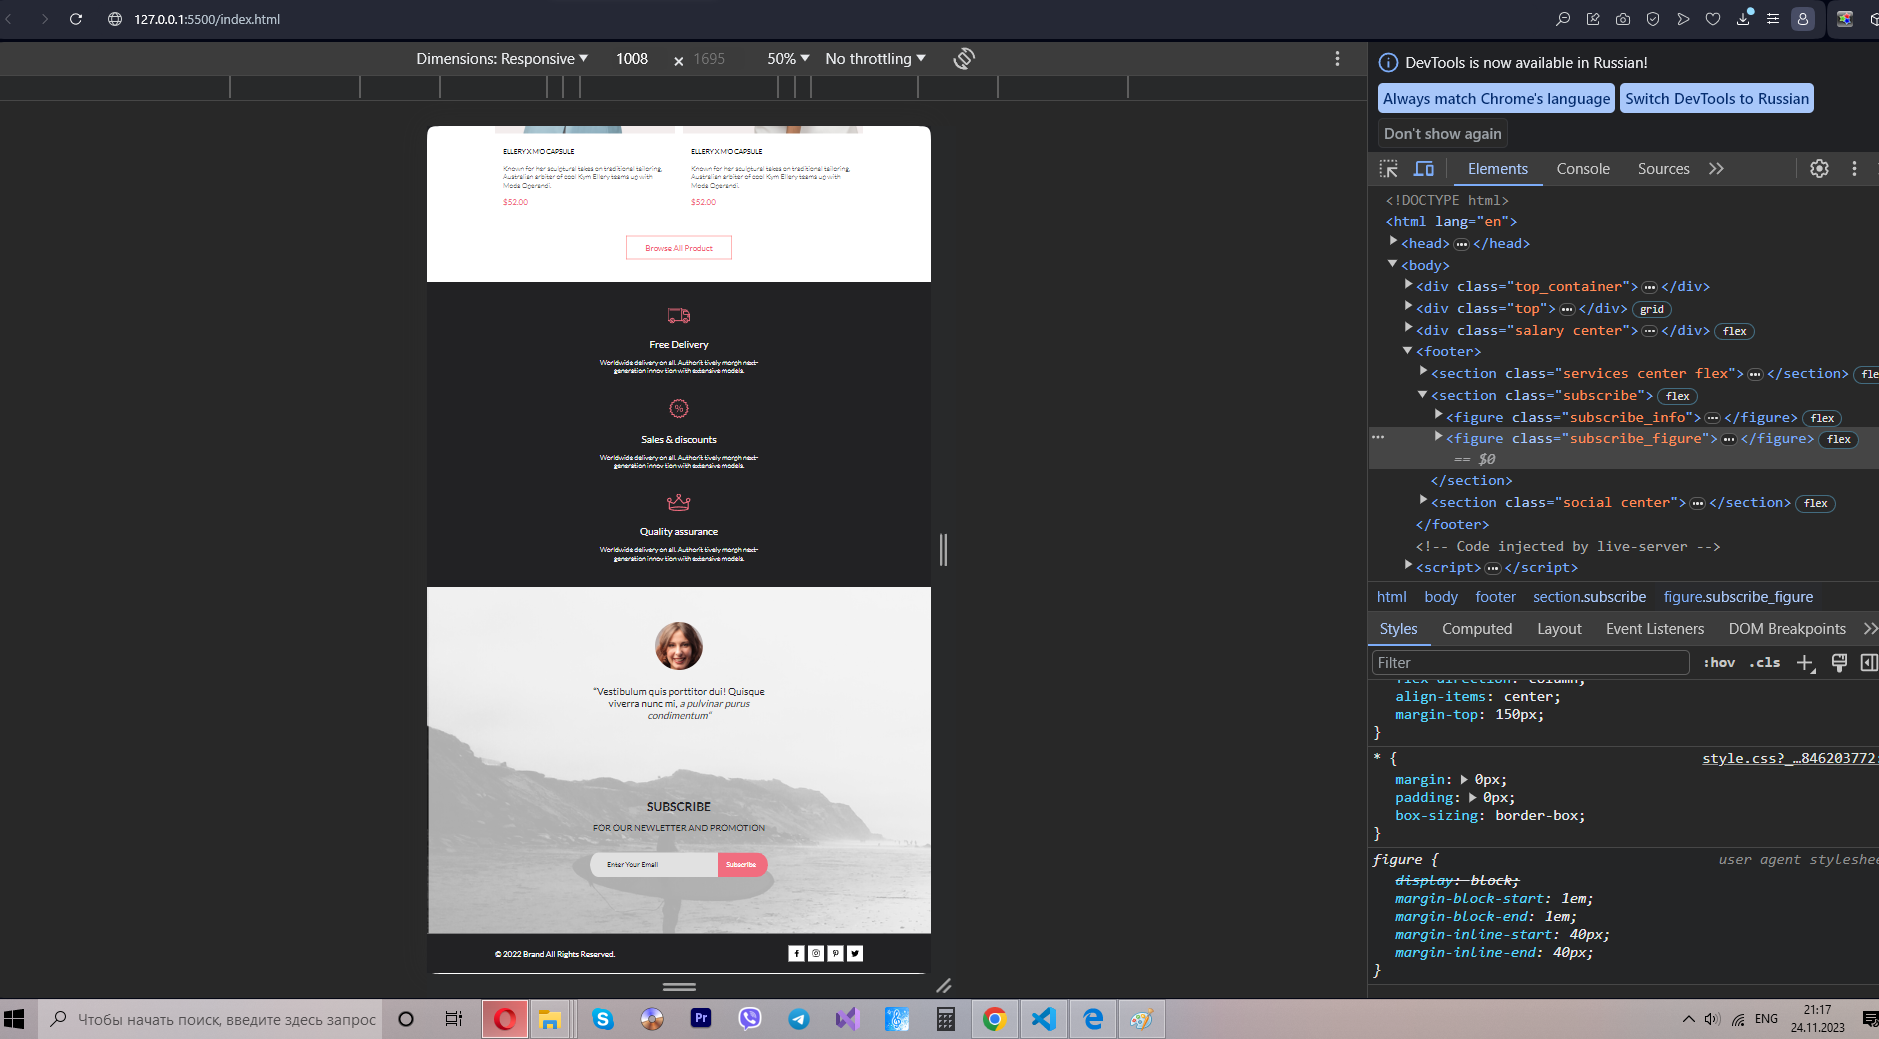 127.0.0.1:5500/index.html
Dimensions: Responsive ▼ 1008 × 1695 50% ▼ No throttling ▼
ELLERY X M'O CAPSULE
Known for her sculptural takes on traditional tailoring,
Australian arbiter of cool Kym Ellery teams up with
Moda Operandi.
$52.00
ELLERY X M'O CAPSULE
Known for her sculptural takes on traditional tailoring,
Australian arbiter of cool Kym Ellery teams up with
Moda Operandi.
$52.00
Browse All Product
Free Delivery
Worldwide delivery on all. Authorit tively morph next-
generation innov tion with extensive models.
%
Sales & discounts
Worldwide delivery on all. Authorit tively morph next-
generation innov tion with extensive models.
Quality assurance
Worldwide delivery on all. Authorit tively morph next-
generation innov tion with extensive models.
“Vestibulum quis porttitor dui! Quisque
viverra nunc mi, a pulvinar purus
condimentum“
SUBSCRIBE
FOR OUR NEWLETTER AND PROMOTION
Enter Your Email Subscribe
© 2022 Brand All Rights Reserved.
DevTools is now available in Russian!
Always match Chrome's language Switch DevTools to Russian
Don't show again
Elements Console Sources
<!DOCTYPE html>
<html lang="en">
<head>…</head>
<body>
<div class="top_container">…</div>
<div class="top">…</div> grid
<div class="salary center">…</div> flex
<footer>
<section class="services center flex">…</section> fle
<section class="subscribe"> flex
<figure class="subscribe_info">…</figure> flex
<figure class="subscribe_figure">…</figure> flex
== $0
</section>
<section class="social center">…</section> flex
</footer>
<!-- Code injected by live-server -->
<script>…</script>
html body footer section.subscribe figure.subscribe_figure
Styles Computed Layout Event Listeners DOM Breakpoints
Filter :hov .cls
flex-direction: column;
align-items: center;
margin-top: 150px;
}
* { style.css?_…846203772:
margin: 0px;
padding: 0px;
box-sizing: border-box;
}
figure { user agent styleshee
display: block;
margin-block-start: 1em;
margin-block-end: 1em;
margin-inline-start: 40px;
margin-inline-end: 40px;
}
Чтобы начать поиск, введите здесь запрос
Pr
ENG
21:17
24.11.2023